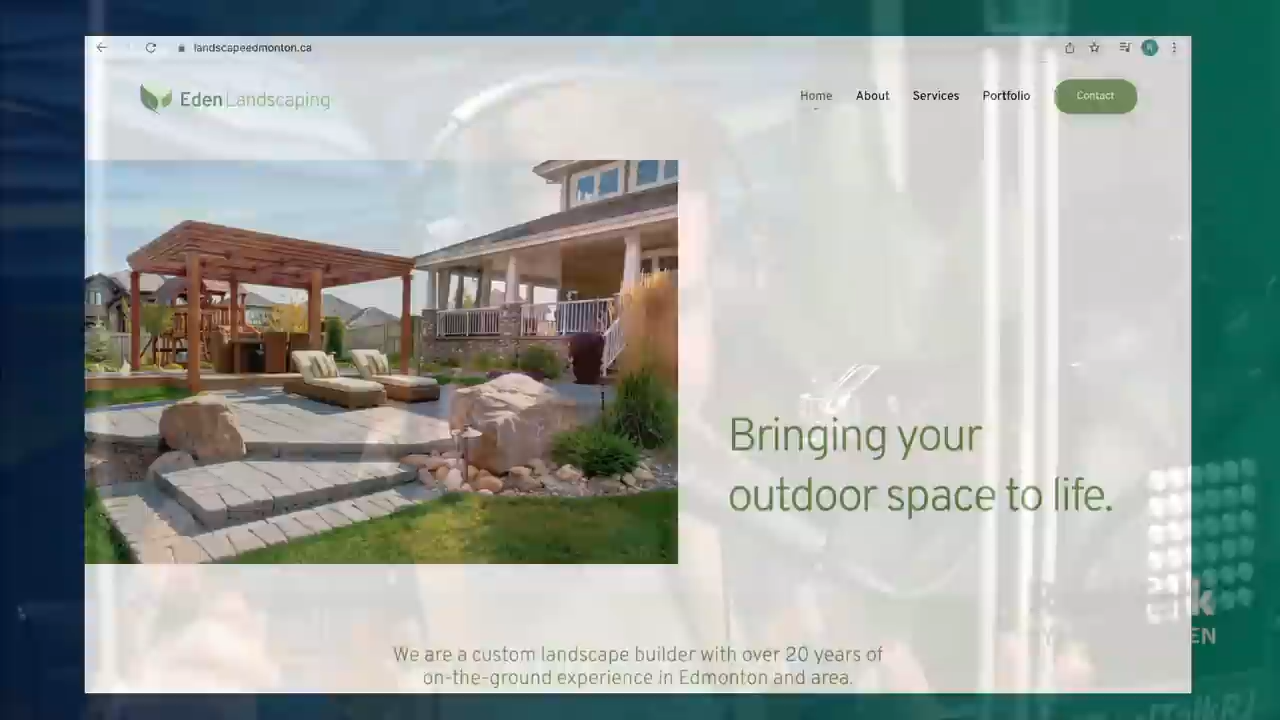 landscapeedmonton.ca
Eden Landscaping
Home
About
Services
Portfolio
Contact
Bringing your
outdoor space to life.
We are a custom landscape builder with over 20 years of
on-the-ground experience in Edmonton and area.